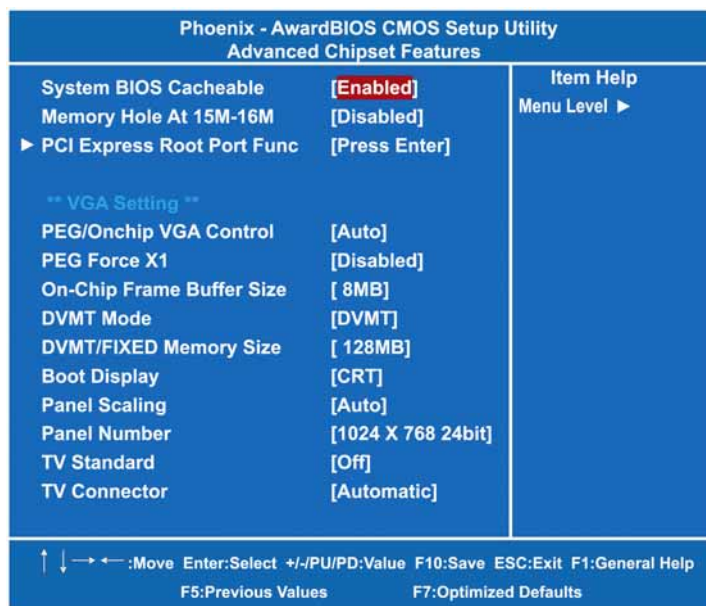 Phoenix - AwardBIOS CMOS Setup Utility
Advanced Chipset Features
System BIOS Cacheable [Enabled]
Memory Hole At 15M-16M [Disabled]
► PCI Express Root Port Func [Press Enter]
** VGA Setting **
PEG/Onchip VGA Control [Auto]
PEG Force X1 [Disabled]
On-Chip Frame Buffer Size [ 8MB]
DVMT Mode [DVMT]
DVMT/FIXED Memory Size [ 128MB]
Boot Display [CRT]
Panel Scaling [Auto]
Panel Number [1024 X 768 24bit]
TV Standard [Off]
TV Connector [Automatic]
Item Help
Menu Level ►
↑ ↓ → ← :Move Enter:Select +/-/PU/PD:Value F10:Save ESC:Exit F1:General Help
F5:Previous Values F7:Optimized Defaults